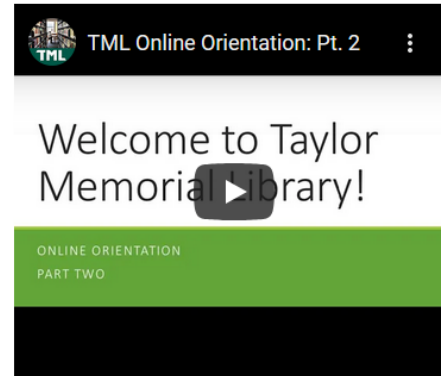 TML
TML Online Orientation: Pt. 2
Welcome to Taylor
Memorial Library!
ONLINE ORIENTATION
PART TWO